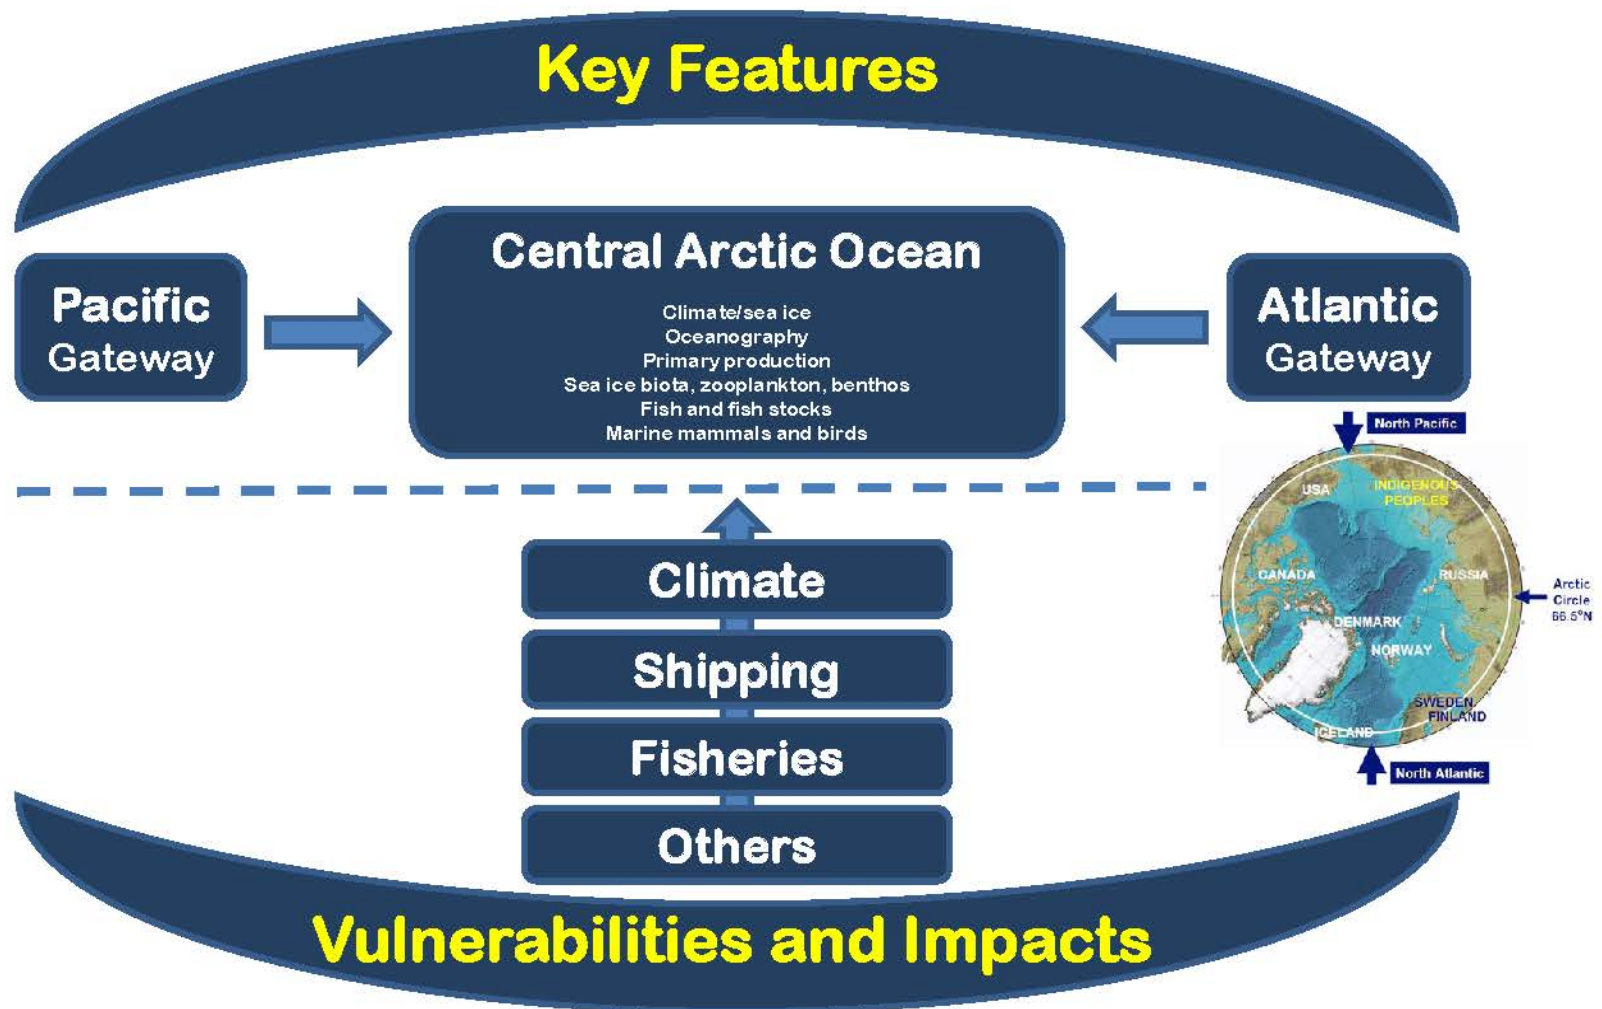 Key Features
Central Arctic Ocean
Climate/sea ice
Oceanography
Primary production
Sea ice biota, zooplankton, benthos
Fish and fish stocks
Marine mammals and birds
Pacific
Gateway
Atlantic
Gateway
North Pacific
USA
INDIGENOUS
PEOPLES
CANADA
RUSSIA
DENMARK
NORWAY
SWEDEN
FINLAND
ICELAND
Arctic
Circle
66.5°N
North Atlantic
Climate
Shipping
Fisheries
Others
Vulnerabilities and Impacts